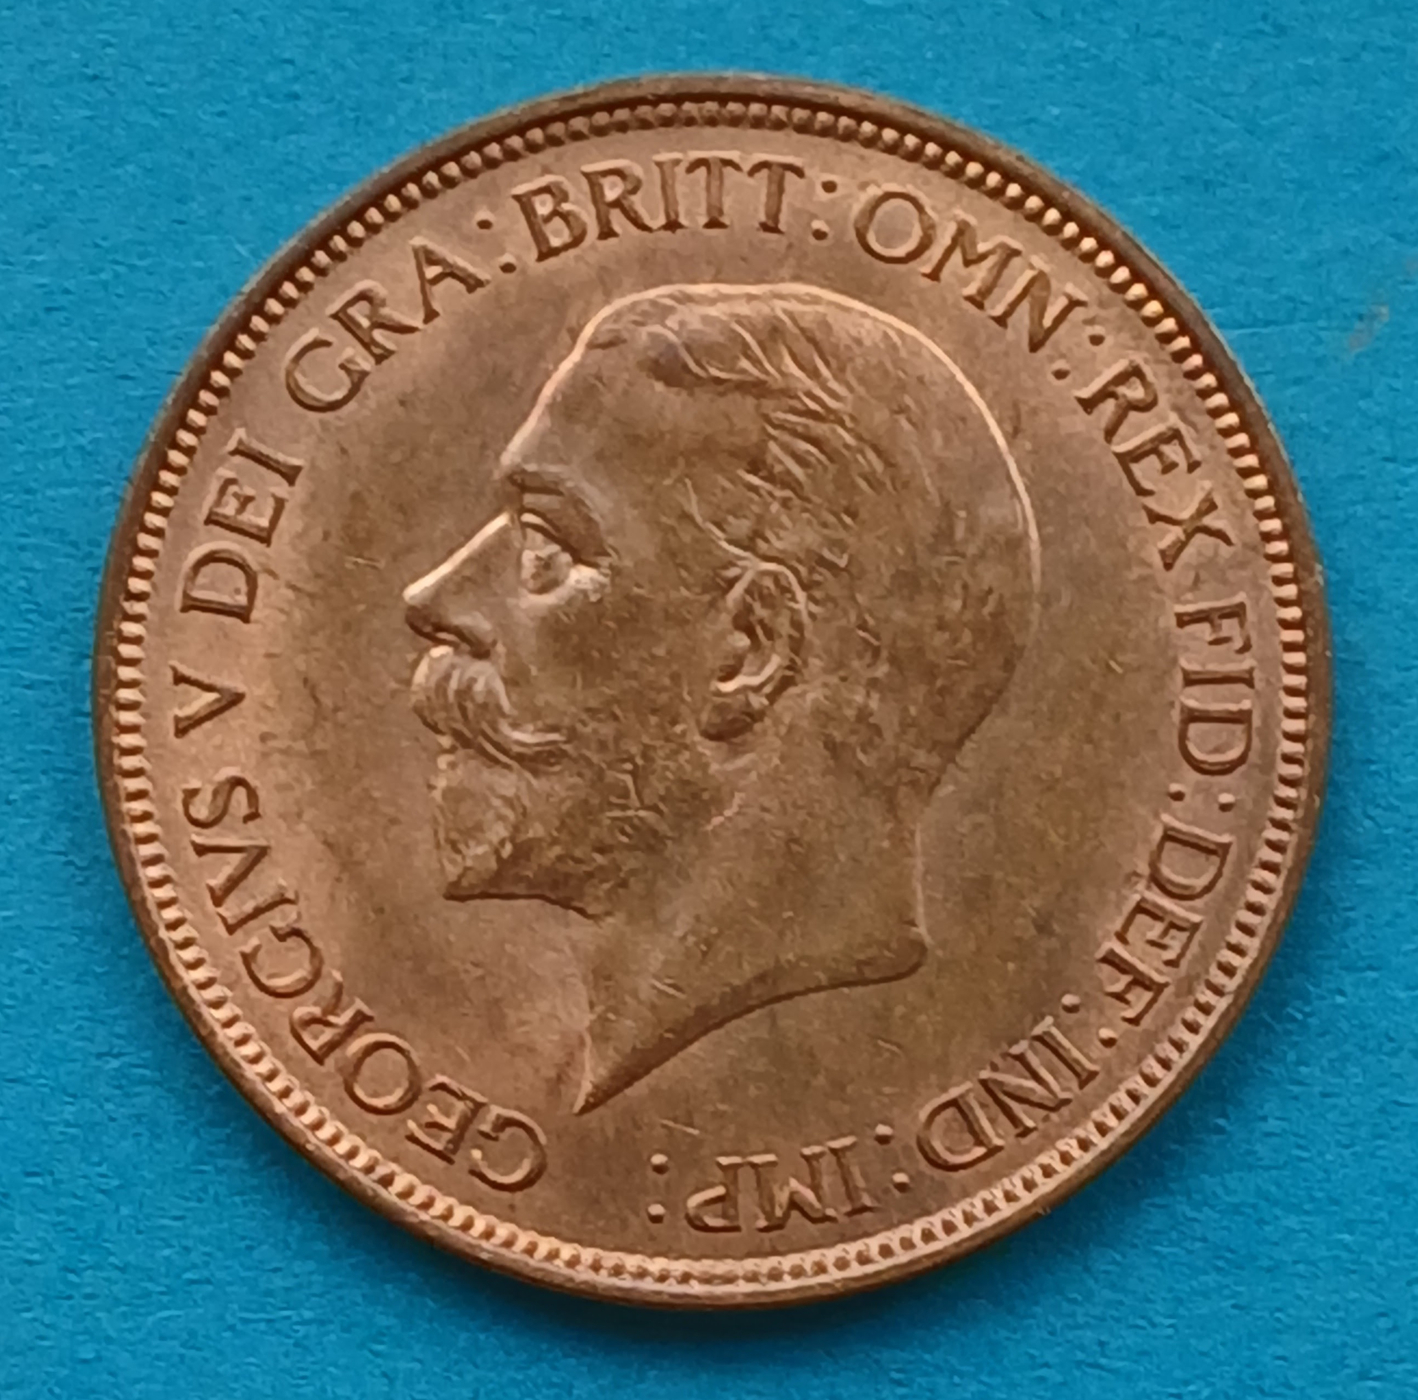 GEORGIVS V DEI GRA: BRITT: OMN: REX FID: DEF: IND: IMP: